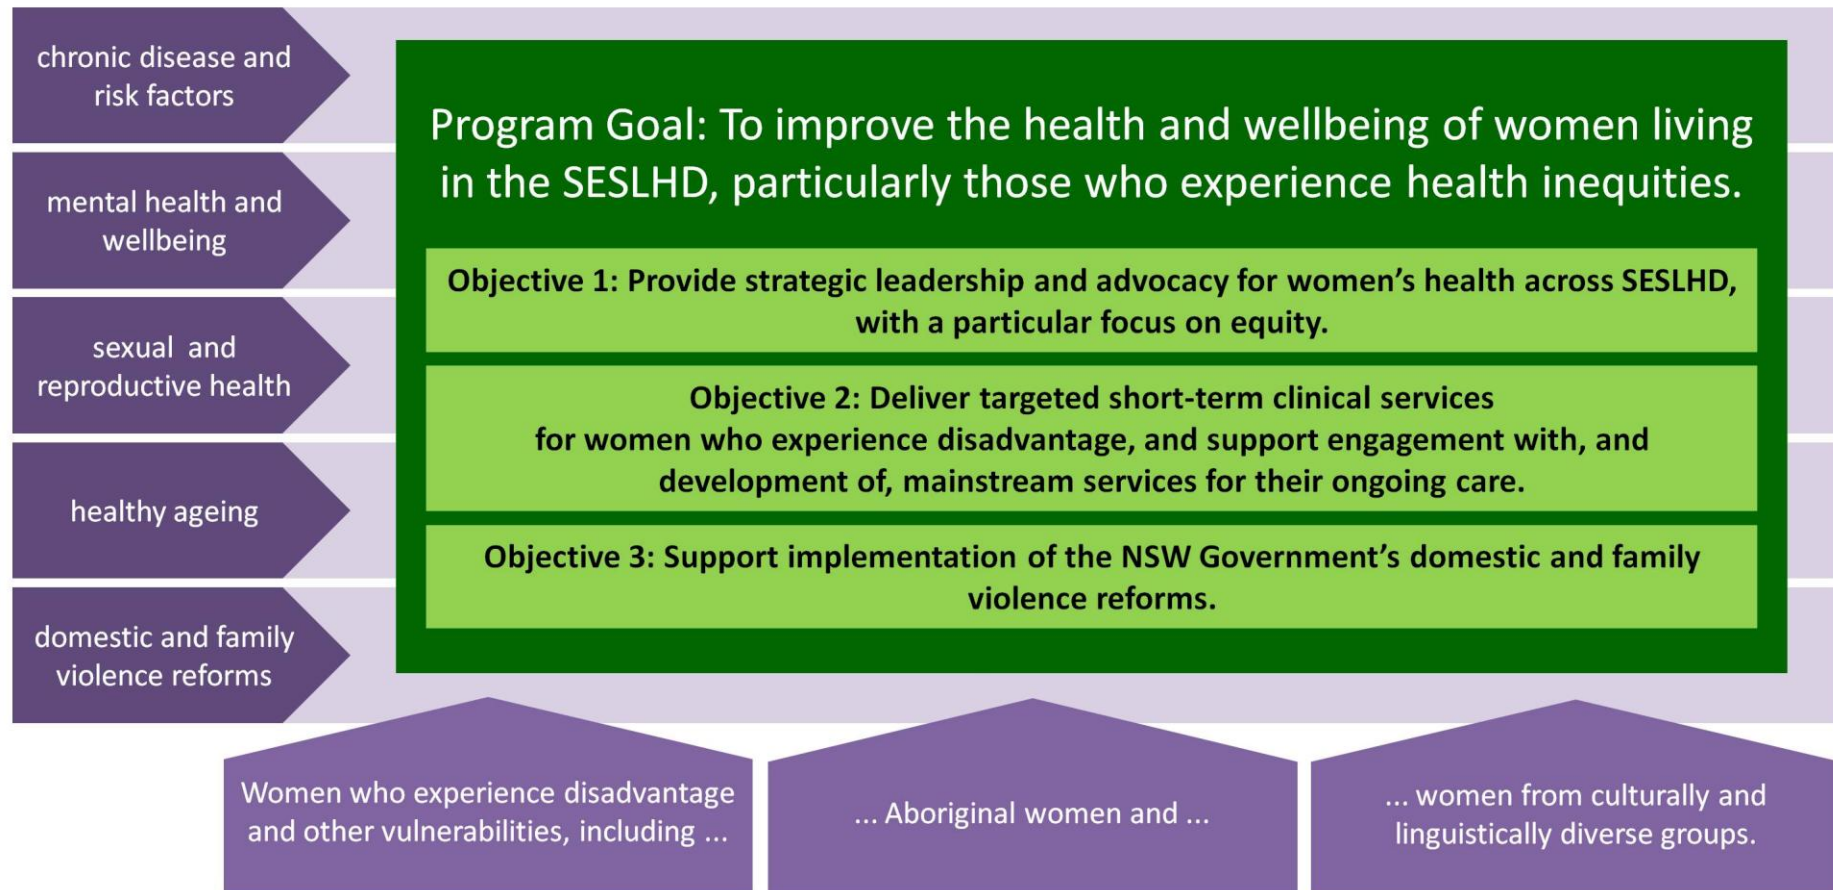 chronic disease and
risk factors
mental health and
wellbeing
sexual and
reproductive health
healthy ageing
domestic and family
violence reforms
Program Goal: To improve the health and wellbeing of women living
in the SESLHD, particularly those who experience health inequities.
Objective 1: Provide strategic leadership and advocacy for women’s health across SESLHD,
with a particular focus on equity.
Objective 2: Deliver targeted short-term clinical services
for women who experience disadvantage, and support engagement with, and
development of, mainstream services for their ongoing care.
Objective 3: Support implementation of the NSW Government’s domestic and family
violence reforms.
Women who experience disadvantage
and other vulnerabilities, including ...
... Aboriginal women and ...
... women from culturally and
linguistically diverse groups.